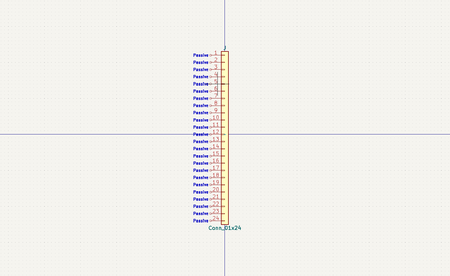 J
Passive 1
Passive 2
Passive 3
Passive 4
Passive 5
Passive 6
Passive 7
Passive 8
Passive 9
Passive 10
Passive 11
Passive 12
Passive 13
Passive 14
Passive 15
Passive 16
Passive 17
Passive 18
Passive 19
Passive 20
Passive 21
Passive 22
Passive 23
Passive 24
Conn_01x24